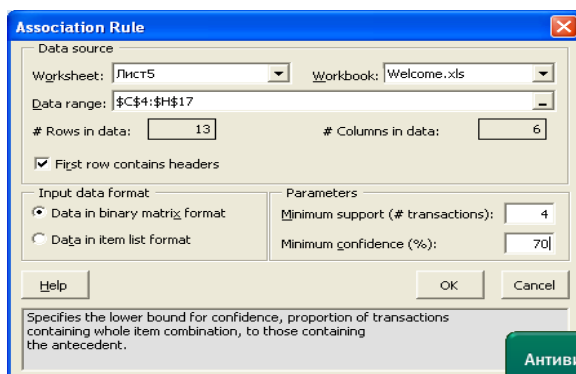 Association Rule
Data source
Worksheet: Лист5 Workbook: Welcome.xls
Data range: $C$4:$H$17
# Rows in data: 13 # Columns in data: 6
First row contains headers
Input data format Parameters
Data in binary matrix format Minimum support (# transactions): 4
Data in item list format Minimum confidence (%): 70
Help OK Cancel
Specifies the lower bound for confidence, proportion of transactions
containing whole item combination, to those containing
the antecedent.